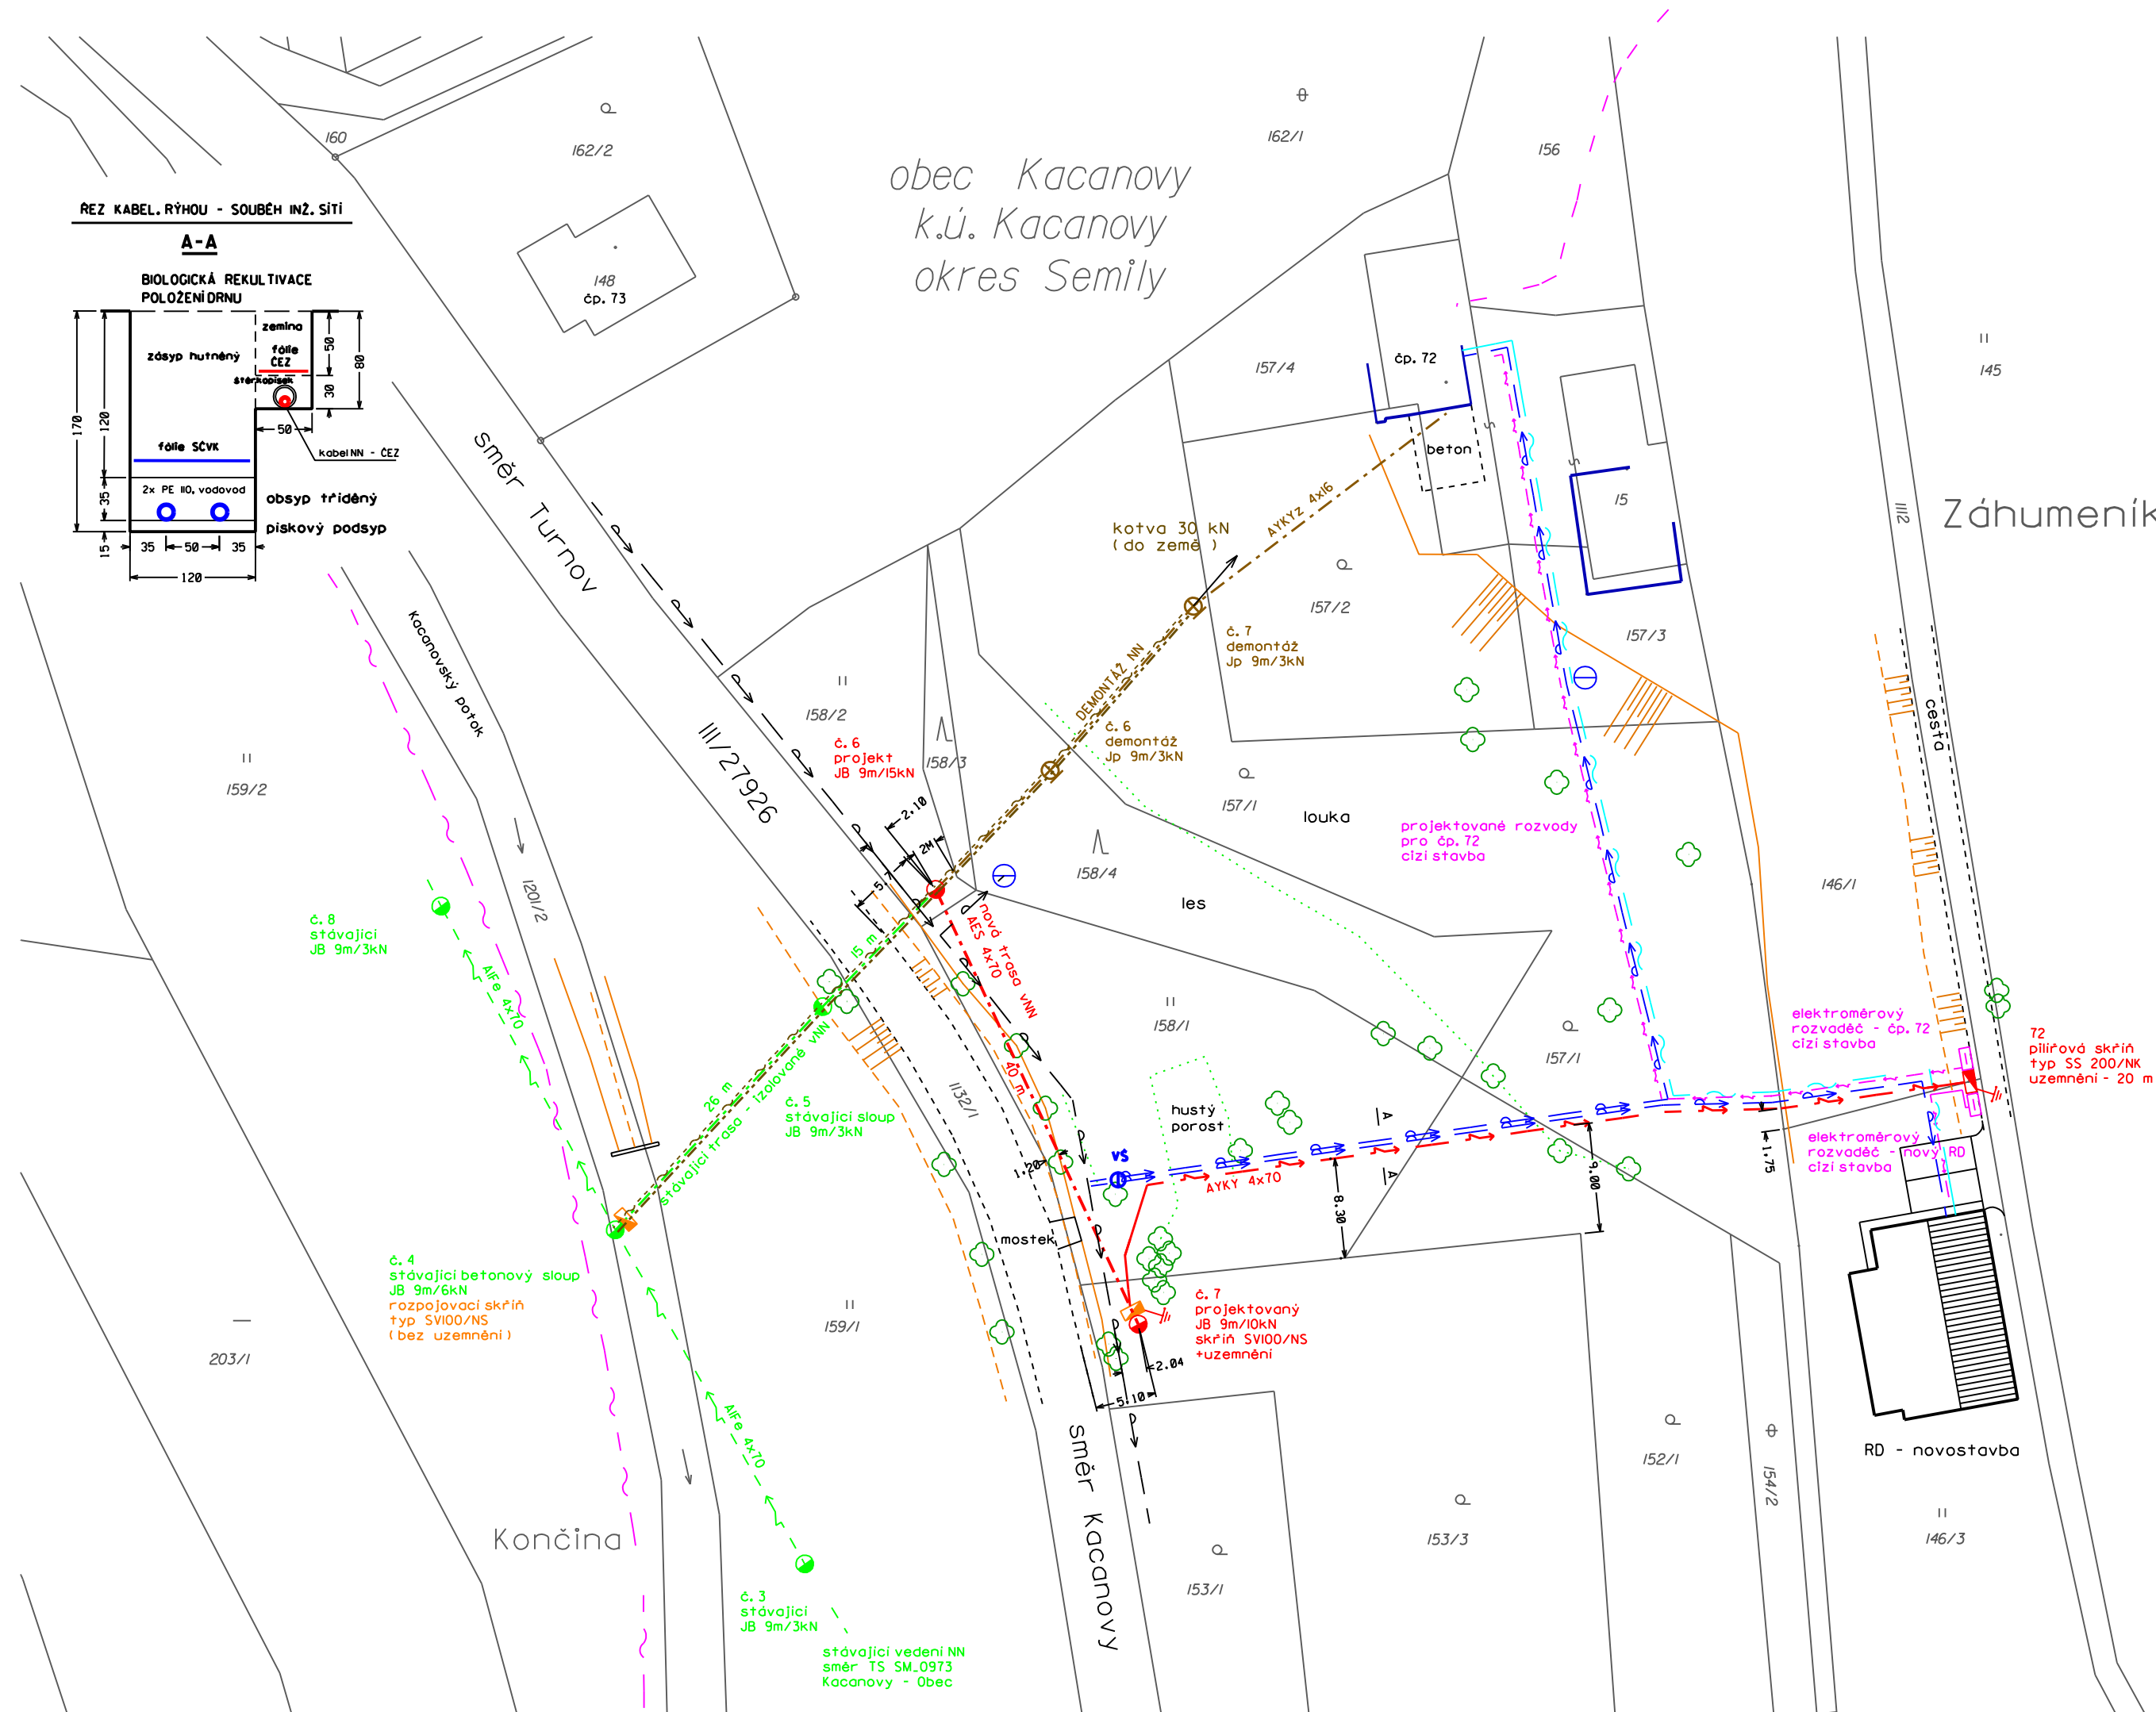 160
162/2
162/1
156
obec Kacanovy
k.ú. Kacanovy
okres Semily
ŘEZ KABEL. RÝHOU - SOUBĚH INŽ. SÍTÍ
A-A
BIOLOGICKÁ REKULTIVACE
POLOŽENÍ DRNU
zemina
fólie
ČEZ
zásyp hutněný
štěrkopísek
50
80
30
170
120
50
fólie SČVK
kabel NN - ČEZ
2x PE 110, vodovod
35
obsyp tříděný
pískový podsyp
15
35
50
35
120
148
čp. 73
157/4
čp. 72
beton
145
15
1112
Záhumeník
směr Turnov
kotva 30 kN
( do země )
AYKYz 4x16
157/2
157/3
Kacanovský potok
č. 7
demontáž
Jp 9m/3kN
DEMONTÁŽ NN
č. 6
demontáž
Jp 9m/3kN
158/2
č. 6
projekt
JB 9m/15kN
158/3
III/27926
cesta
159/2
157/1
louka
projektované rozvody
pro čp. 72
cizí stavba
2.10
2M
158/4
146/1
les
1201/2
č. 8
stávající
JB 9m/3kN
AlFe 4x70
15 m
nová trasa vNN
AES 4x70
158/1
157/1
elektroměrový
rozvaděč - čp. 72
cizí stavba
72
pilířová skříň
typ SS 200/NK
uzemnění - 20 m
26 m
stávající trasa - izolované vNN
č. 5
stávající sloup
JB 9m/3kN
1132/1
40 m
hustý
porost
A
A
elektroměrový
rozvaděč - nový RD
cizí stavba
1.75
1.20
VŠ
AYKY 4x70
8.30
9.00
mostek
č. 4
stávající betonový sloup
JB 9m/6kN
rozpojovací skříň
typ SV100/NS
( bez uzemnění )
č. 7
projektovaný
JB 9m/10kN
skříň SV100/NS
+uzemnění
159/1
203/1
2.04
5.10
AlFe 4x70
směr Kacanovy
RD - novostavba
152/1
154/2
Končina
153/3
146/3
153/1
č. 3
stávající
JB 9m/3kN
stávající vedení NN
směr TS SM_0973
Kacanovy - Obec